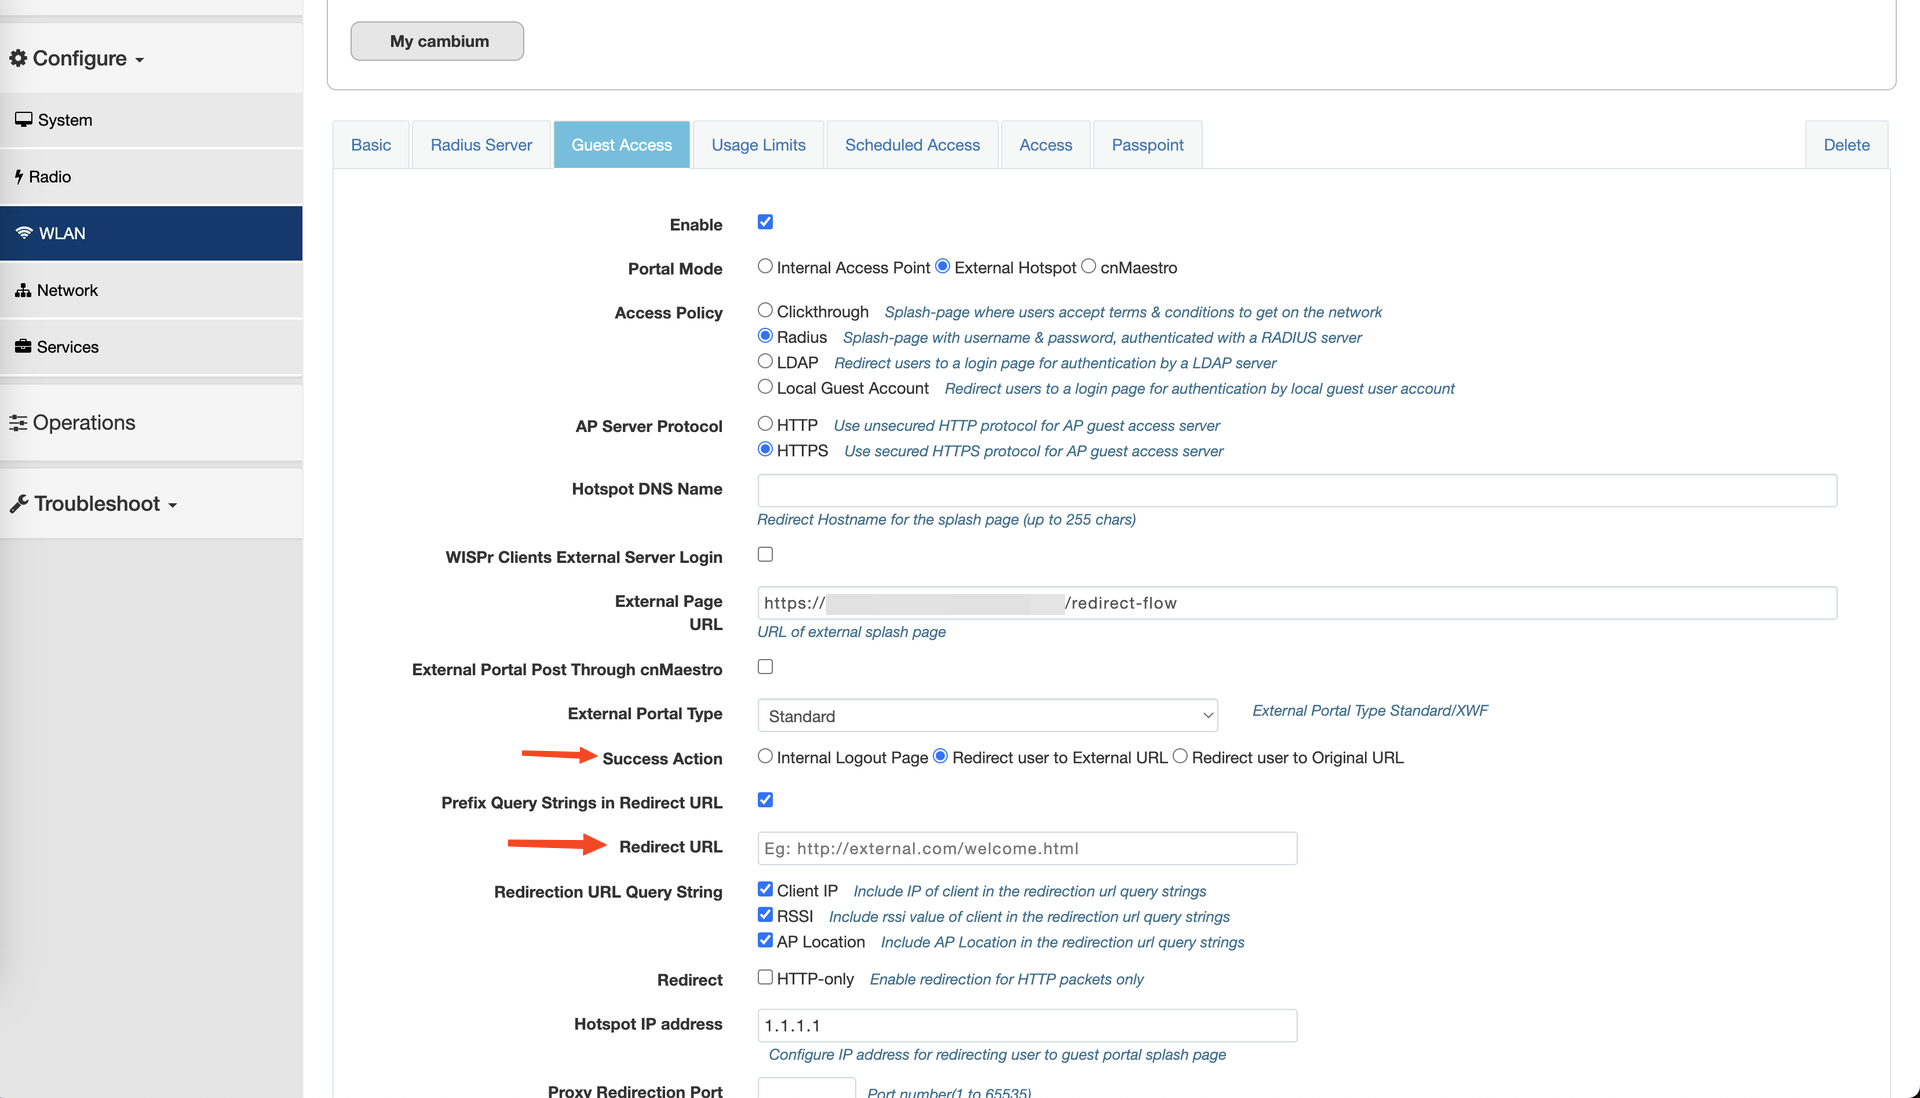 My cambium
Configure
System
Radio
WLAN
Network
Services
Operations
Troubleshoot
Basic Radius Server Guest Access Usage Limits Scheduled Access Access Passpoint Delete
Enable
Portal Mode Internal Access Point External Hotspot cnMaestro
Access Policy Clickthrough Splash-page where users accept terms & conditions to get on the network
Radius Splash-page with username & password, authenticated with a RADIUS server
LDAP Redirect users to a login page for authentication by a LDAP server
Local Guest Account Redirect users to a login page for authentication by local guest user account
AP Server Protocol HTTP Use unsecured HTTP protocol for AP guest access server
HTTPS Use secured HTTPS protocol for AP guest access server
Hotspot DNS Name
Redirect Hostname for the splash page (up to 255 chars)
WISPr Clients External Server Login
External Page URL https:// /redirect-flow
URL of external splash page
External Portal Post Through cnMaestro
External Portal Type Standard External Portal Type Standard/XWF
Success Action Internal Logout Page Redirect user to External URL Redirect user to Original URL
Prefix Query Strings in Redirect URL
Redirect URL Eg: http://external.com/welcome.html
Redirection URL Query String Client IP Include IP of client in the redirection url query strings
RSSI Include rssi value of client in the redirection url query strings
AP Location Include AP Location in the redirection url query strings
Redirect HTTP-only Enable redirection for HTTP packets only
Hotspot IP address 1.1.1.1
Configure IP address for redirecting user to guest portal splash page
Proxy Redirection Port Port number(1 to 65535)